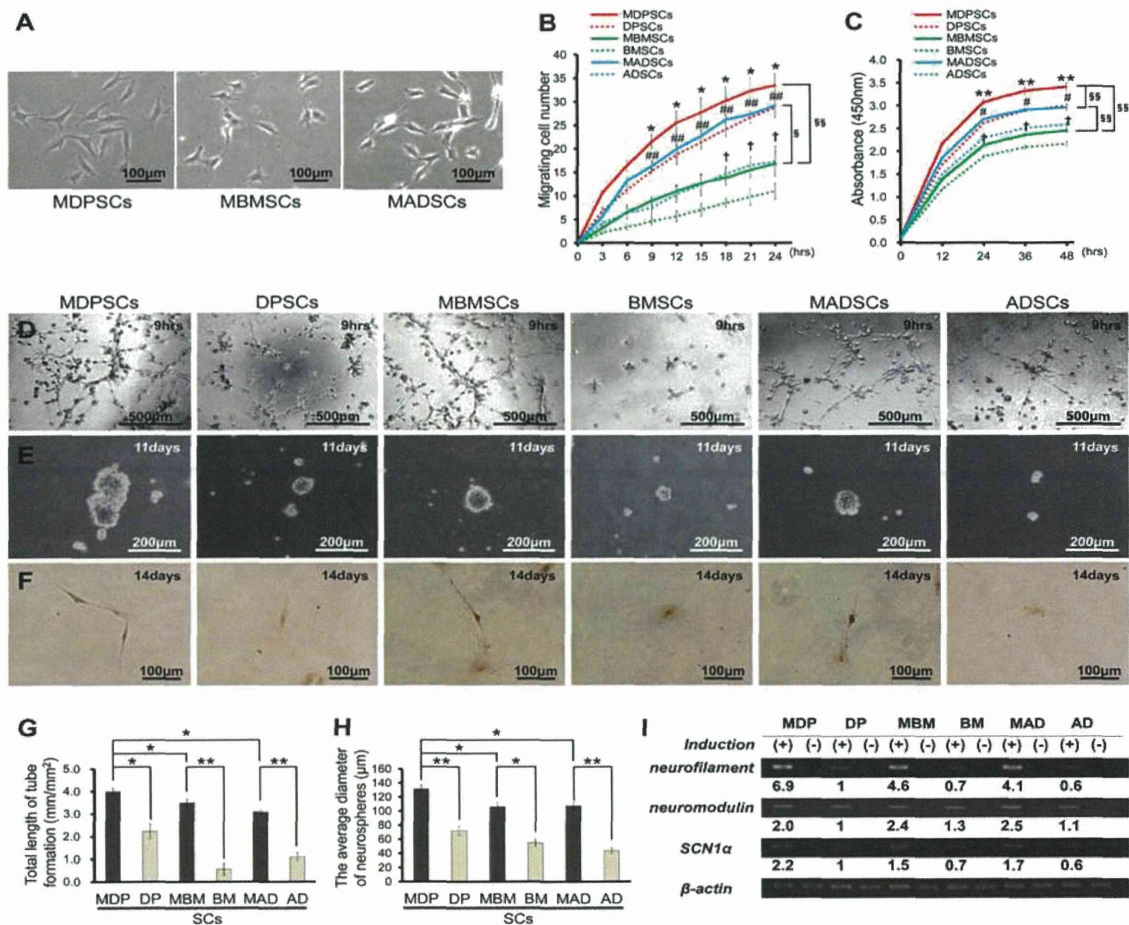 A
100µm
100µm
100µm
MDPSCs
MBMSCs
MADSCs
B
MDPSCs
DPSCs
MBMSCs
BMSCs
MADSCs
ADSCs
Migrating cell number
40
35
30
25
20
15
10
5
0
* * * * * * *
## ## ## ## ## ##
† † †
§
§§
0 3 6 9 12 15 18 21 24 (hrs)
C
MDPSCs
DPSCs
MBMSCs
BMSCs
MADSCs
ADSCs
Absorbance (450nm)
4.0
3.5
3.0
2.5
2.0
1.5
1.0
0.5
0.0
** ** **
# # #
† † †
§§
§§
§§
0 12 24 36 48 (hrs)
MDPSCs DPSCs MBMSCs BMSCs MADSCs ADSCs
D 9hrs 9hrs 9hrs 9hrs 9hrs 9hrs
500µm 500µm 500µm 500µm 500µm 500µm
E 11days 11days 11days 11days 11days 11days
200µm 200µm 200µm 200µm 200µm 200µm
F 14days 14days 14days 14days 14days 14days
100µm 100µm 100µm 100µm 100µm 100µm
G
Total length of tube
formation (mm/mm²)
*
*
* ** **
5.0
4.0
3.0
2.0
1.0
0.0
MDP DP MBM BM MAD AD
SCs
H
The average diameter
of neurospheres (µm)
*
*
** * **
160
140
120
100
80
60
40
20
0
MDP DP MBM BM MAD AD
SCs
I
MDP DP MBM BM MAD AD
Induction (+) (-) (+) (-) (+) (-) (+) (-) (+) (-) (+) (-)
neurofilament
6.9 1 4.6 0.7 4.1 0.6
neuromodulin
2.0 1 2.4 1.3 2.5 1.1
SCN1α
2.2 1 1.5 0.7 1.7 0.6
β-actin